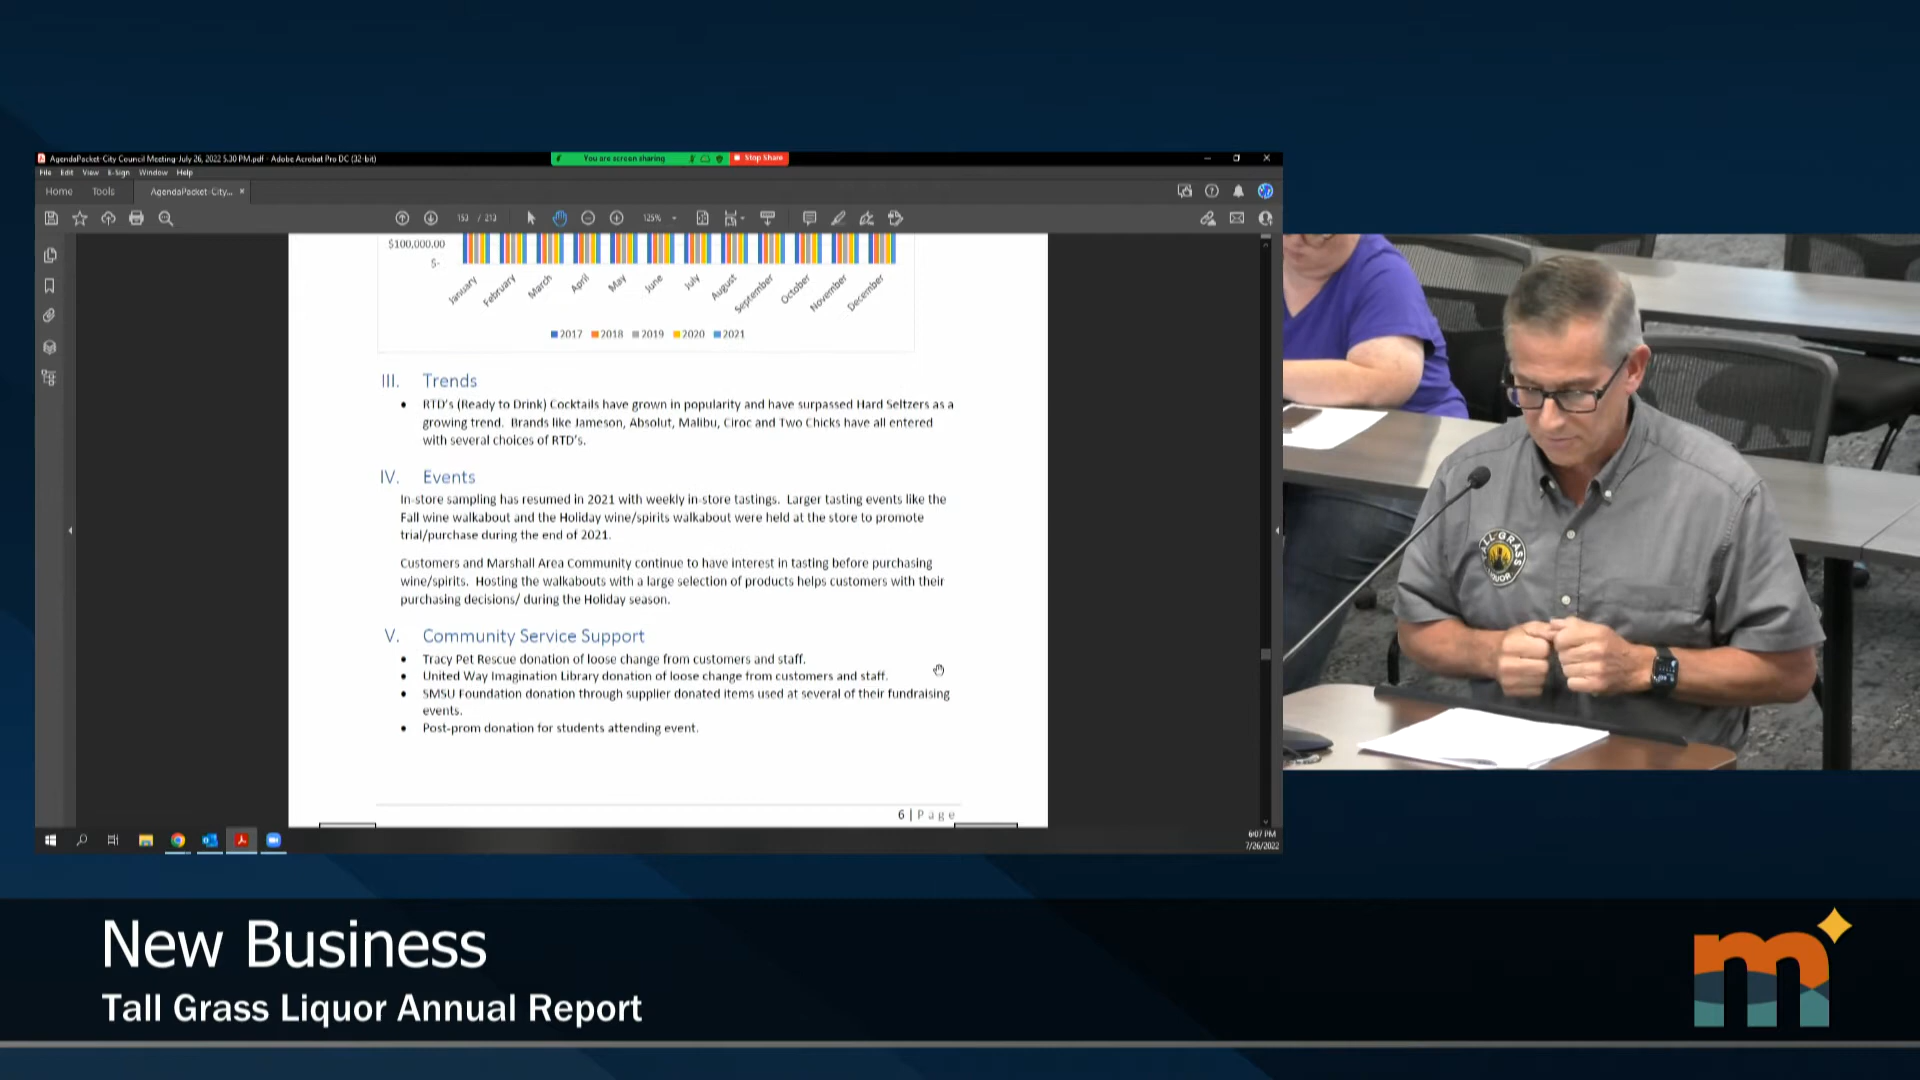 AgendaPacket-City Council Meeting-July 26, 2022 5.30 PM.pdf - Adobe Acrobat Pro DC (32-bit)
You are screen sharing
Stop Share
File Edit View E-Sign Window Help
Home Tools AgendaPacket-City... ×
153 / 213
125%
$100,000.00
$-
January February March April May June July August September October November December
2017 2018 2019 2020 2021
III. Trends
• RTD's (Ready to Drink) Cocktails have grown in popularity and have surpassed Hard Seltzers as a
growing trend. Brands like Jameson, Absolut, Malibu, Ciroc and Two Chicks have all entered
with several choices of RTD's.
IV. Events
In-store sampling has resumed in 2021 with weekly in-store tastings. Larger tasting events like the
Fall wine walkabout and the Holiday wine/spirits walkabout were held at the store to promote
trial/purchase during the end of 2021.
Customers and Marshall Area Community continue to have interest in tasting before purchasing
wine/spirits. Hosting the walkabouts with a large selection of products helps customers with their
purchasing decisions/ during the Holiday season.
V. Community Service Support
• Tracy Pet Rescue donation of loose change from customers and staff.
• United Way Imagination Library donation of loose change from customers and staff.
• SMSU Foundation donation through supplier donated items used at several of their fundraising
events.
• Post-prom donation for students attending event.
6 | Page
6:07 PM
7/26/2022
TALL GRASS
LIQUOR
New Business
Tall Grass Liquor Annual Report
m